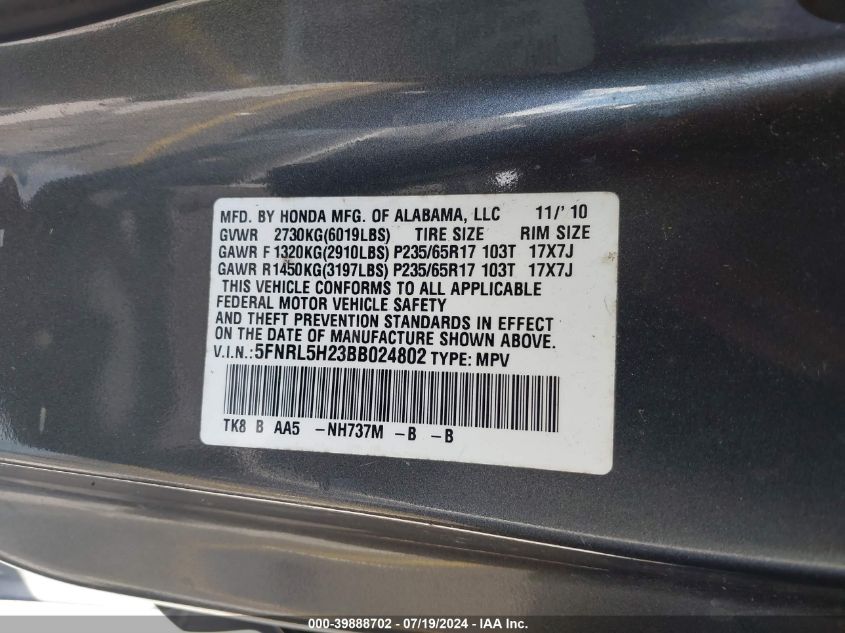 MFD. BY HONDA MFG. OF ALABAMA, LLC 11/' 10
GVWR 2730KG(6019LBS) TIRE SIZE RIM SIZE
GAWR F 1320KG(2910LBS) P235/65R17 103T 17X7J
GAWR R1450KG(3197LBS) P235/65R17 103T 17X7J
THIS VEHICLE CONFORMS TO ALL APPLICABLE
FEDERAL MOTOR VEHICLE SAFETY
AND THEFT PREVENTION STANDARDS IN EFFECT
ON THE DATE OF MANUFACTURE SHOWN ABOVE.
V.I.N.: 5FNRL5H23BB024802 TYPE: MPV
TK8 B AA5 -NH737M -B -B
000-39888702 - 07/19/2024 - IAA Inc.